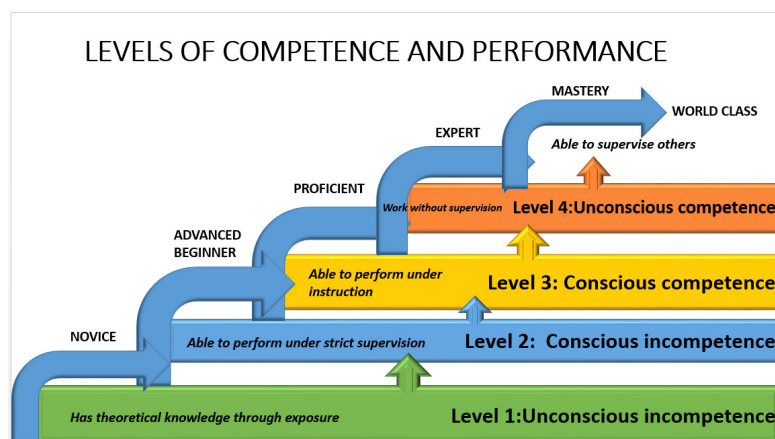 LEVELS OF COMPETENCE AND PERFORMANCE
MASTERY
WORLD CLASS
EXPERT
Able to supervise others
PROFICIENT
Work without supervision
Level 4:Unconscious competence
ADVANCED
BEGINNER
Able to perform under
instruction
Level 3: Conscious competence
NOVICE
Able to perform under strict supervision
Level 2: Conscious incompetence
Has theoretical knowledge through exposure
Level 1:Unconscious incompetence